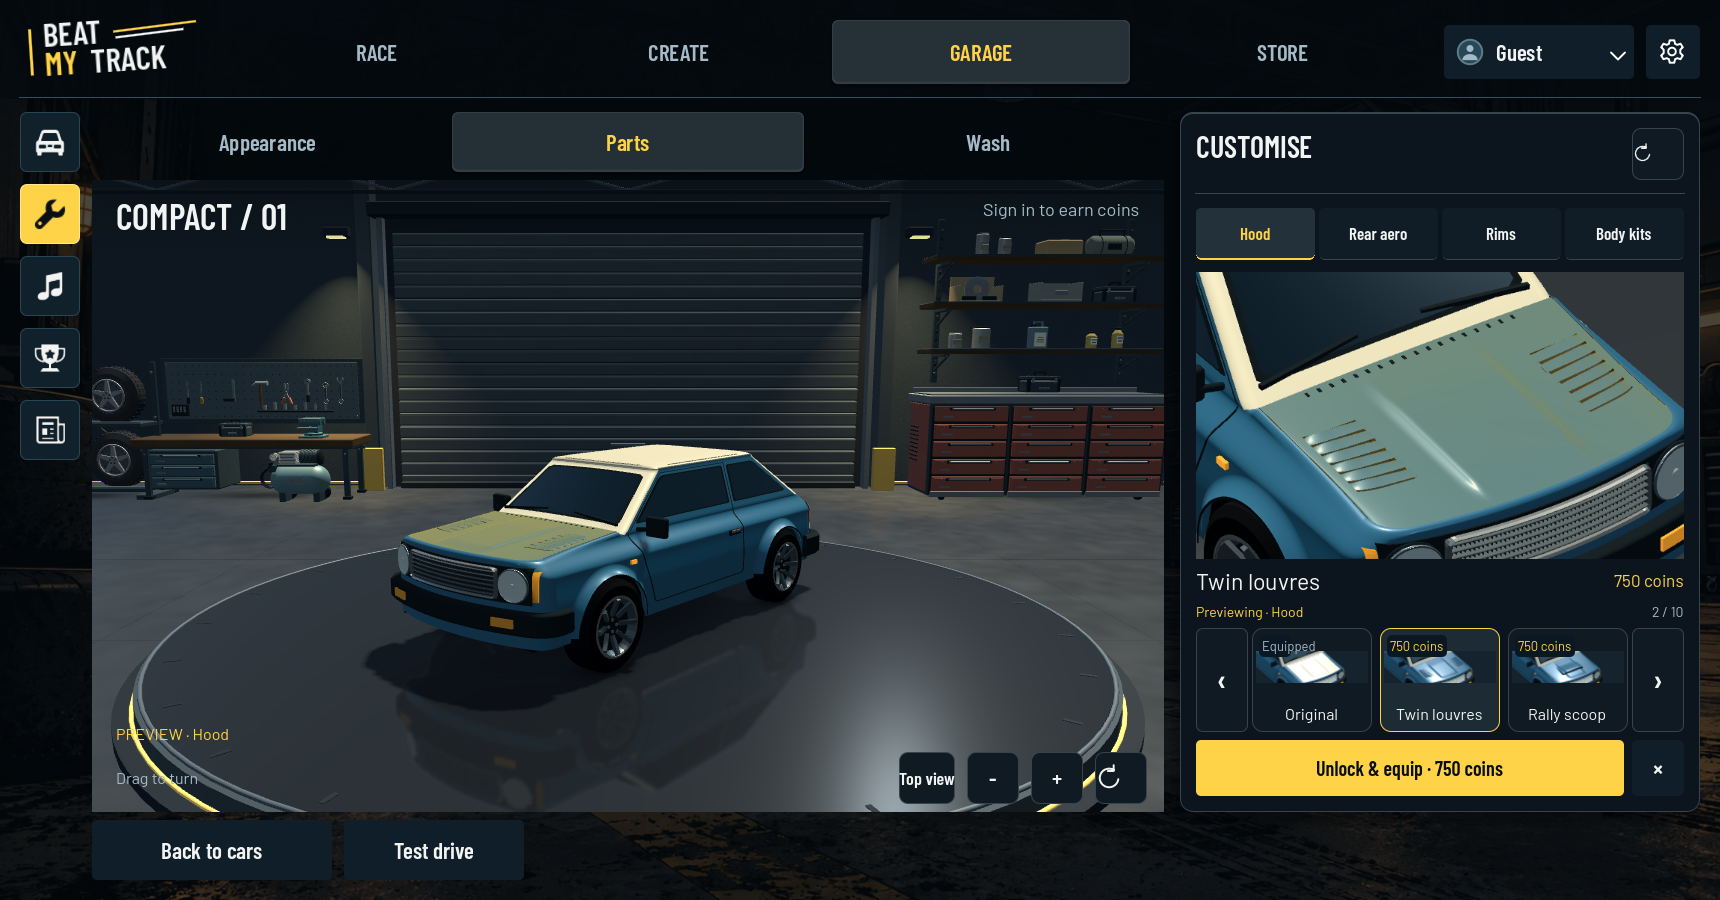 BEAT
MY TRACK
RACE
CREATE
GARAGE
STORE
Guest
Appearance
Parts
Wash
COMPACT / 01
Sign in to earn coins
PREVIEW · Hood
Drag to turn
Top view
-
+
Back to cars
Test drive
CUSTOMISE
Hood
Rear aero
Rims
Body kits
Twin louvres
750 coins
Previewing · Hood
2 / 10
‹
Equipped
Original
750 coins
Twin louvres
750 coins
Rally scoop
›
Unlock & equip · 750 coins
×